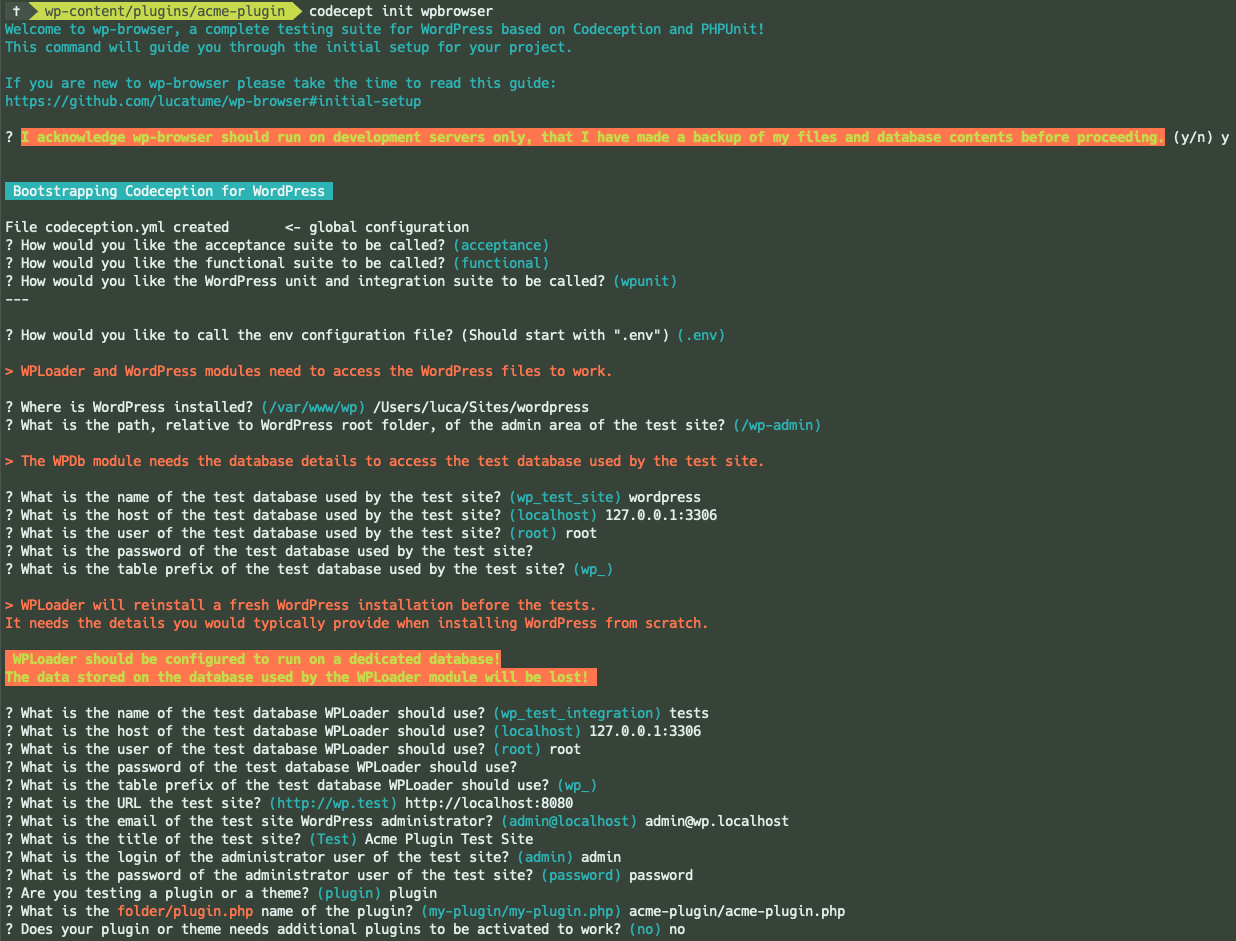 † wp-content/plugins/acme-plugin codecept init wpbrowser
Welcome to wp-browser, a complete testing suite for WordPress based on Codeception and PHPUnit!
This command will guide you through the initial setup for your project.
If you are new to wp-browser please take the time to read this guide:
https://github.com/lucatume/wp-browser#initial-setup
? I acknowledge wp-browser should run on development servers only, that I have made a backup of my files and database contents before proceeding. (y/n) y
Bootstrapping Codeception for WordPress
File codeception.yml created       <- global configuration
? How would you like the acceptance suite to be called? (acceptance)
? How would you like the functional suite to be called? (functional)
? How would you like the WordPress unit and integration suite to be called? (wpunit)
---
? How would you like to call the env configuration file? (Should start with ".env") (.env)
> WPLoader and WordPress modules need to access the WordPress files to work.
? Where is WordPress installed? (/var/www/wp) /Users/luca/Sites/wordpress
? What is the path, relative to WordPress root folder, of the admin area of the test site? (/wp-admin)
> The WPDb module needs the database details to access the test database used by the test site.
? What is the name of the test database used by the test site? (wp_test_site) wordpress
? What is the host of the test database used by the test site? (localhost) 127.0.0.1:3306
? What is the user of the test database used by the test site? (root) root
? What is the password of the test database used by the test site?
? What is the table prefix of the test database used by the test site? (wp_)
> WPLoader will reinstall a fresh WordPress installation before the tests.
It needs the details you would typically provide when installing WordPress from scratch.
WPLoader should be configured to run on a dedicated database!
The data stored on the database used by the WPLoader module will be lost!
? What is the name of the test database WPLoader should use? (wp_test_integration) tests
? What is the host of the test database WPLoader should use? (localhost) 127.0.0.1:3306
? What is the user of the test database WPLoader should use? (root) root
? What is the password of the test database WPLoader should use?
? What is the table prefix of the test database WPLoader should use? (wp_)
? What is the URL the test site? (http://wp.test) http://localhost:8080
? What is the email of the test site WordPress administrator? (admin@localhost) admin@wp.localhost
? What is the title of the test site? (Test) Acme Plugin Test Site
? What is the login of the administrator user of the test site? (admin) admin
? What is the password of the administrator user of the test site? (password) password
? Are you testing a plugin or a theme? (plugin) plugin
? What is the folder/plugin.php name of the plugin? (my-plugin/my-plugin.php) acme-plugin/acme-plugin.php
? Does your plugin or theme needs additional plugins to be activated to work? (no) no